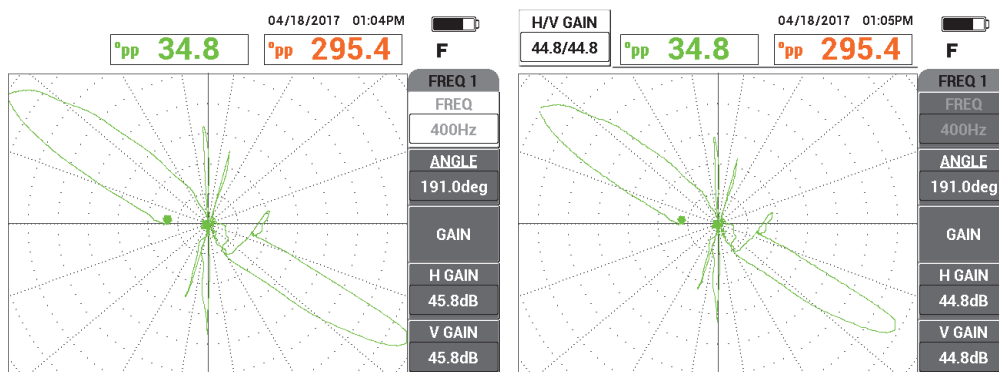 04/18/2017 01:04PM
°pp 34.8 °pp 295.4
F
FREQ 1
FREQ
400Hz
ANGLE
191.0deg
GAIN
H GAIN
45.8dB
V GAIN
45.8dB
H/V GAIN
44.8/44.8
04/18/2017 01:05PM
°pp 34.8 °pp 295.4
F
FREQ 1
FREQ
400Hz
ANGLE
191.0deg
GAIN
H GAIN
44.8dB
V GAIN
44.8dB